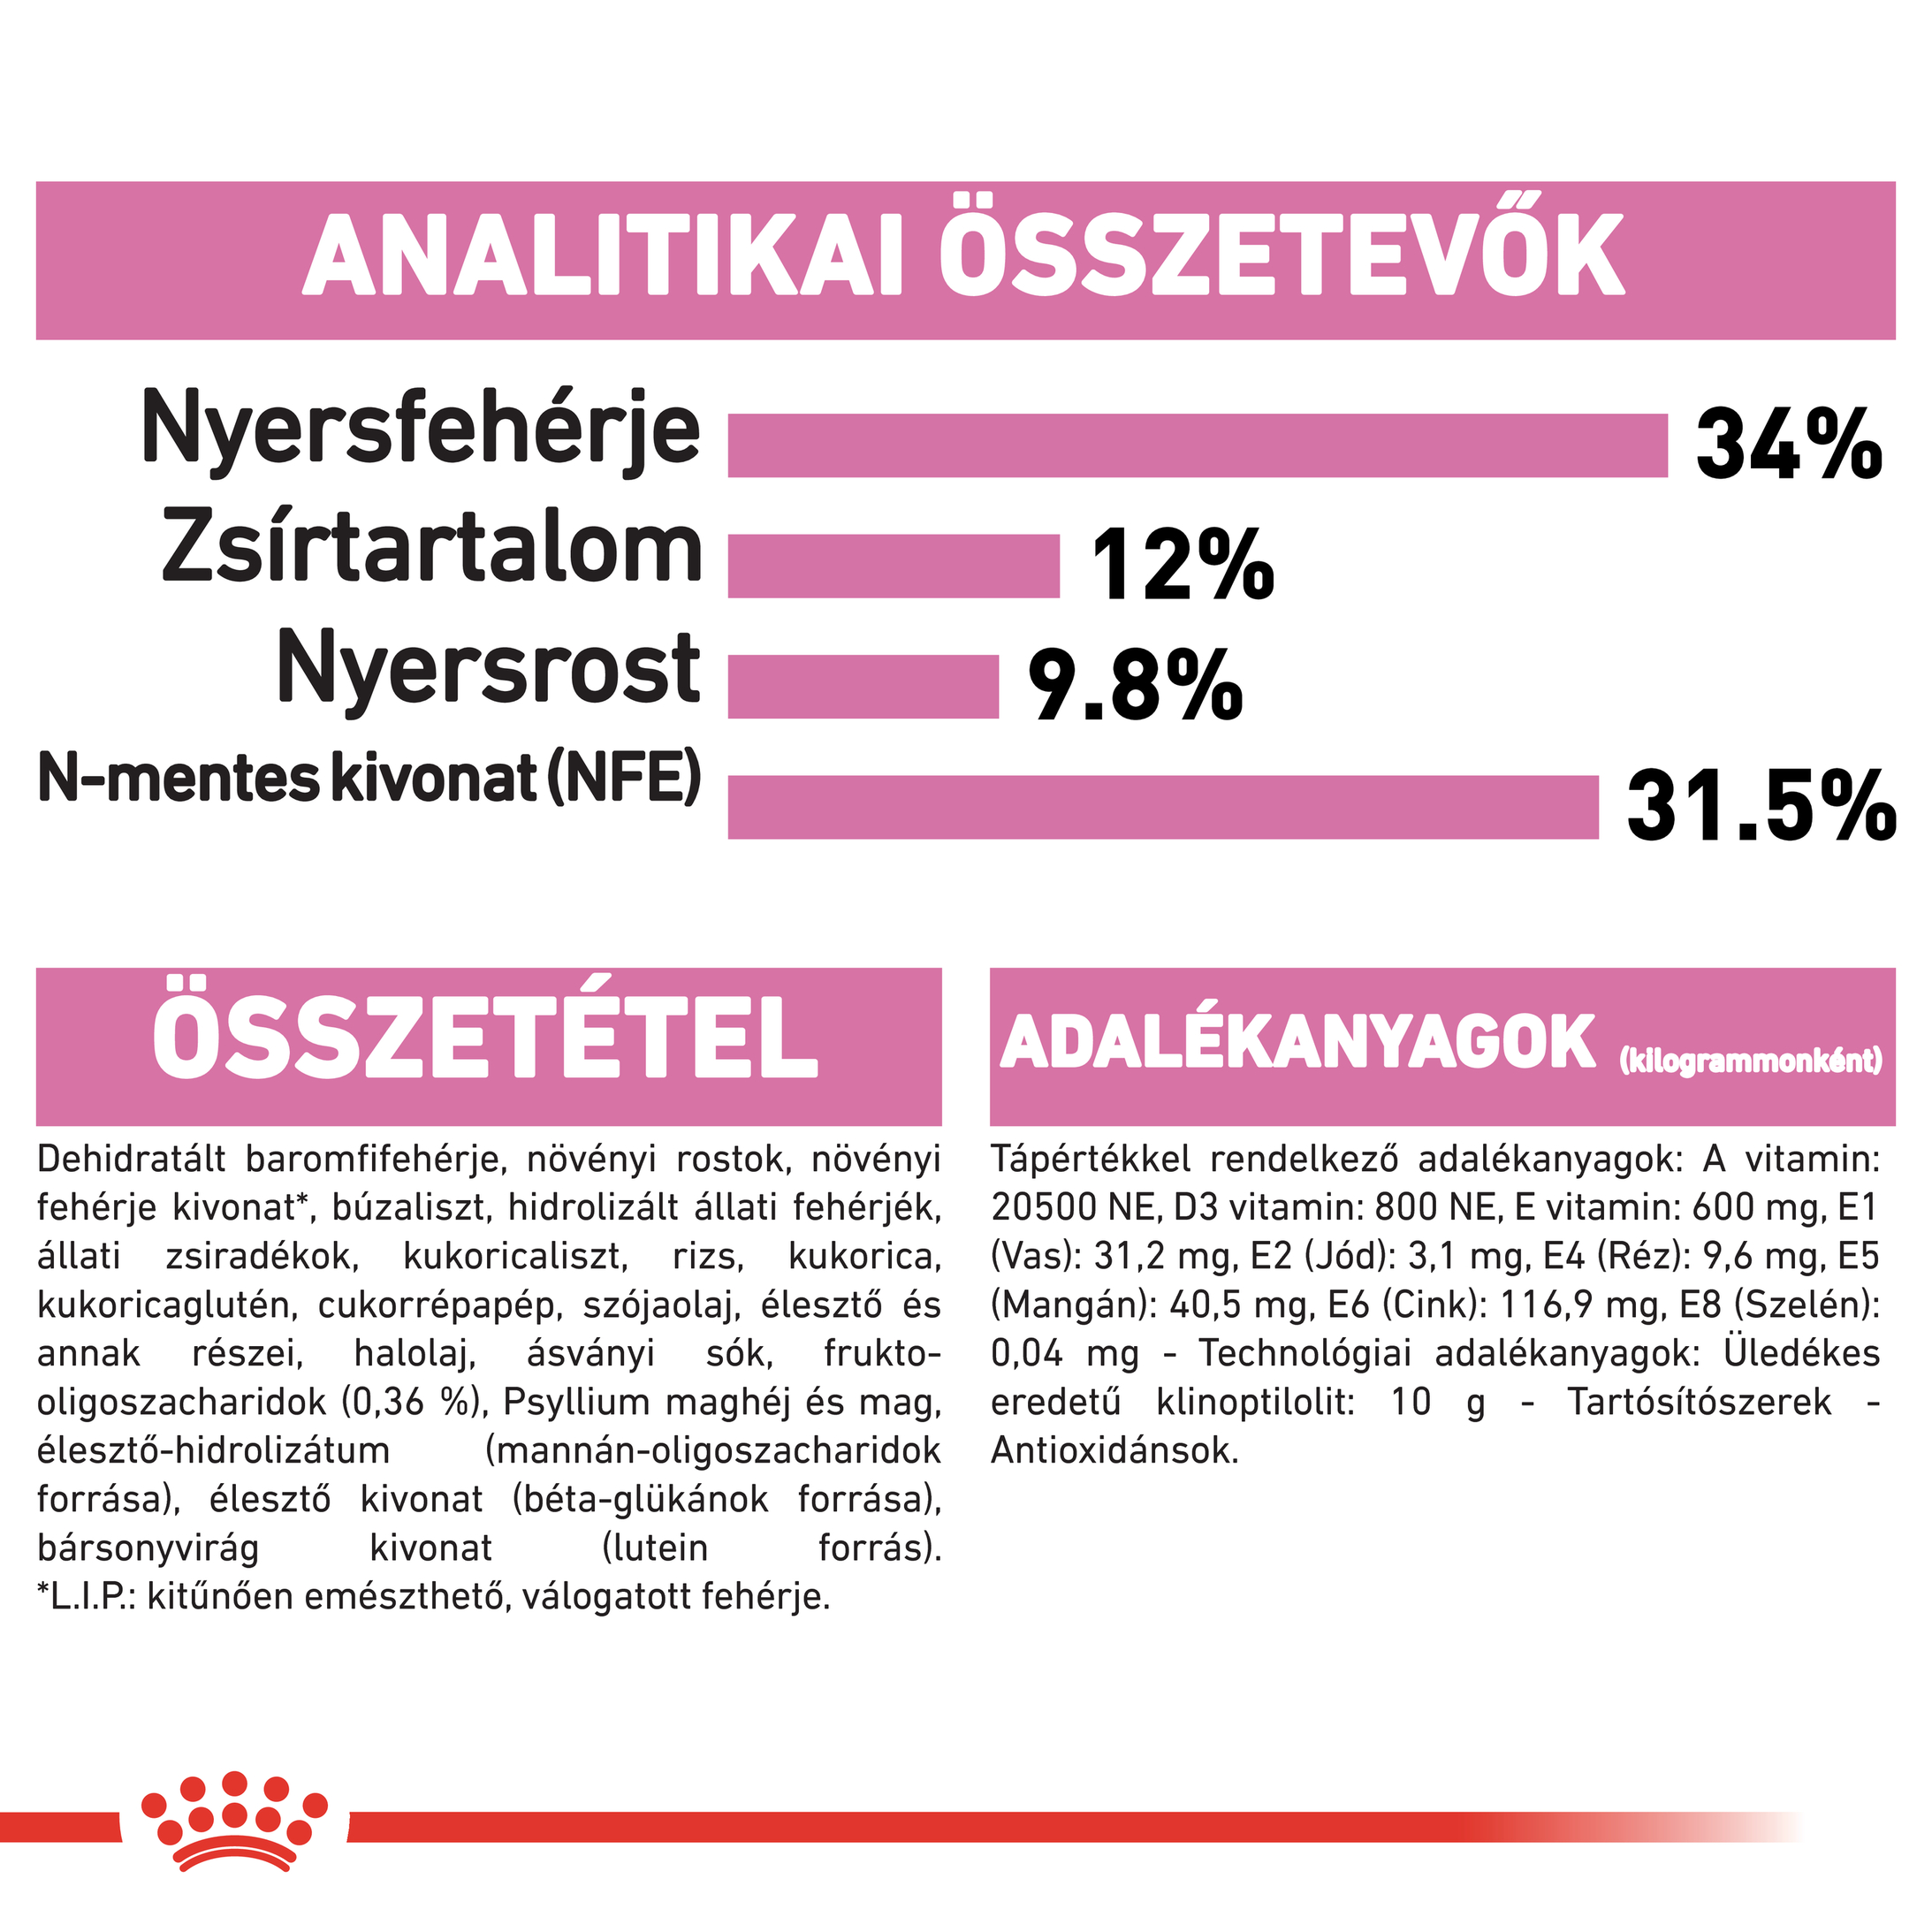 ANALITIKAI ÖSSZETEVŐK
Nyersfehérje 34%
Zsírtartalom 12%
Nyersrost 9.8%
N-mentes kivonat (NFE) 31.5%
ÖSSZETÉTEL
Dehidratált baromfifehérje, növényi rostok, növényi
fehérje kivonat*, búzaliszt, hidrolizált állati fehérjék,
állati zsiradékok, kukoricaliszt, rizs, kukorica,
kukoricaglutén, cukorrépapép, szójaolaj, élesztő és
annak részei, halolaj, ásványi sók, frukto-
oligoszacharidok (0,36 %), Psyllium maghéj és mag,
élesztő-hidrolizátum (mannán-oligoszacharidok
forrása), élesztő kivonat (béta-glükánok forrása),
bársonyvirág kivonat (lutein forrás).
*L.I.P.: kitűnően emészthető, válogatott fehérje.
ADALÉKANYAGOK (kilogrammonként)
Tápértékkel rendelkező adalékanyagok: A vitamin:
20500 NE, D3 vitamin: 800 NE, E vitamin: 600 mg, E1
(Vas): 31,2 mg, E2 (Jód): 3,1 mg, E4 (Réz): 9,6 mg, E5
(Mangán): 40,5 mg, E6 (Cink): 116,9 mg, E8 (Szelén):
0,04 mg - Technológiai adalékanyagok: Üledékes
eredetű klinoptilolit: 10 g - Tartósítószerek -
Antioxidánsok.